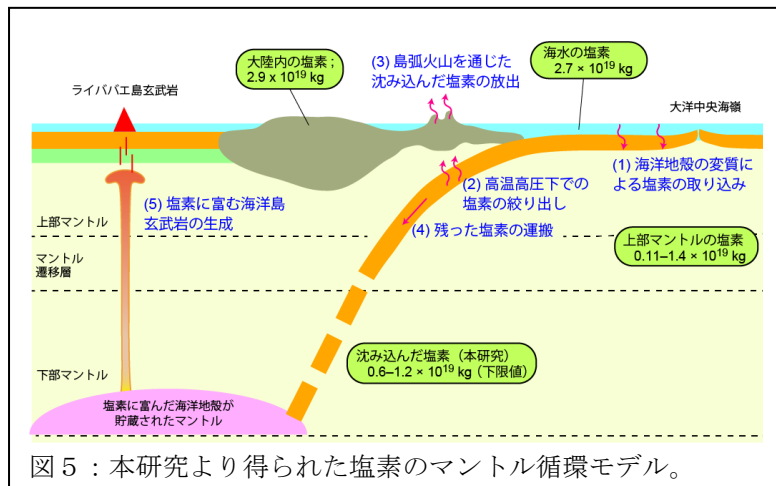 大陸内の塩素；
2.9 x 10¹⁹ kg
(3) 島弧火山を通じた
沈み込んだ塩素の放出
海水の塩素
2.7 × 10¹⁹ kg
ライババエ島玄武岩
大洋中央海嶺
(1) 海洋地殻の変質に
よる塩素の取り込み
(2) 高温高圧下での
塩素の絞り出し
(5) 塩素に富む海洋島
玄武岩の生成
(4) 残った塩素の運搬
上部マントル
上部マントルの塩素
0.11–1.4 × 10¹⁹ kg
マントル
遷移層
沈み込んだ塩素（本研究）
0.6–1.2 × 10¹⁹ kg (下限値)
下部マントル
塩素に富んだ海洋地殻が
貯蔵されたマントル
図５：本研究より得られた塩素のマントル循環モデル。